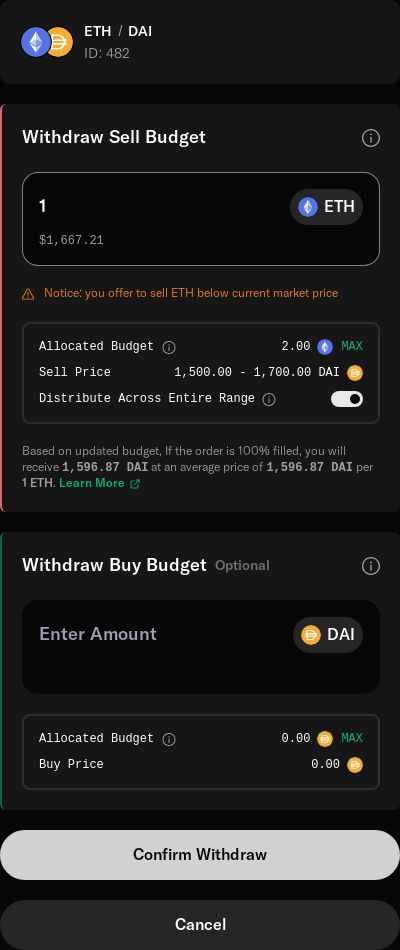 ETH / DAI
ID: 482
Withdraw Sell Budget
1
ETH
$1,667.21
Notice: you offer to sell ETH below current market price
Allocated Budget 2.00 MAX
Sell Price 1,500.00 - 1,700.00 DAI
Distribute Across Entire Range
Based on updated budget, If the order is 100% filled, you will
receive 1,596.87 DAI at an average price of 1,596.87 DAI per
1 ETH. Learn More
Withdraw Buy Budget Optional
Enter Amount DAI
Allocated Budget 0.00 MAX
Buy Price 0.00
Confirm Withdraw
Cancel